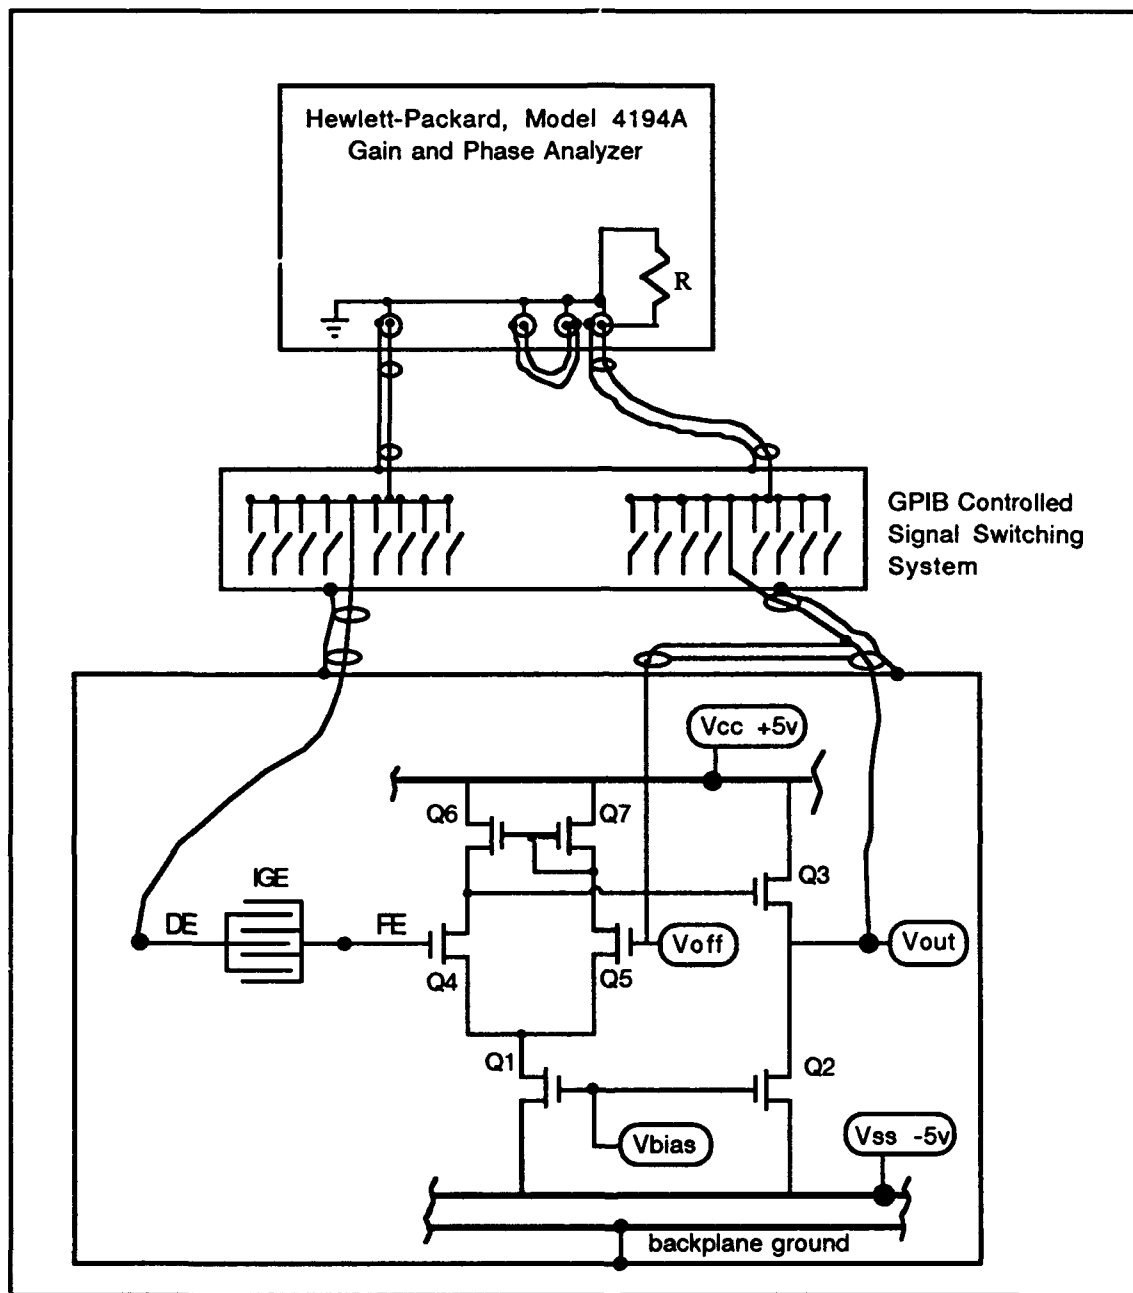 Hewlett-Packard, Model 4194A
Gain and Phase Analyzer
R
GPIB Controlled
Signal Switching
System
Vcc +5v
Q6
Q7
Q3
IGE
DE
FE
Voff
Vout
Q4
Q5
Q1
Q2
Vbias
Vss -5v
backplane ground